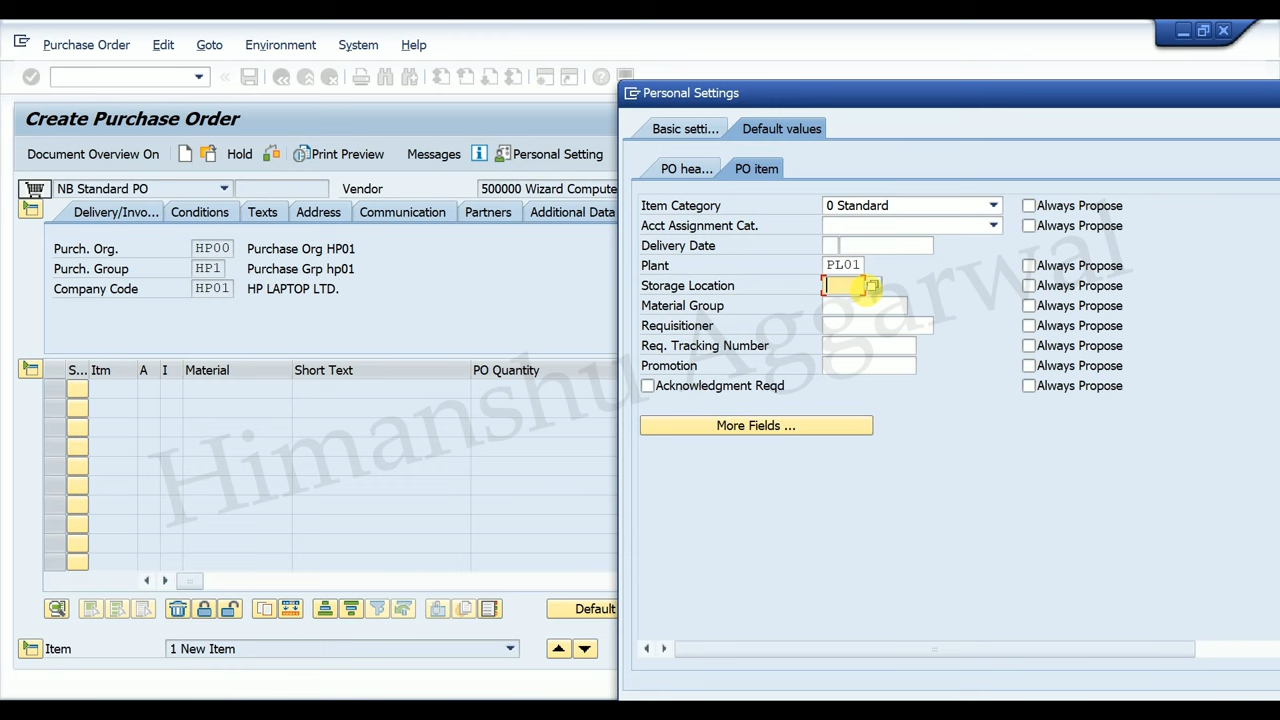 Purchase Order Edit Goto Environment System Help
Personal Settings
Create Purchase Order
Basic setti... Default values
Document Overview On Hold Print Preview Messages Personal Setting
PO hea... PO item
NB Standard PO Vendor 500000 Wizard Compute
Delivery/Invo... Conditions Texts Address Communication Partners Additional Data
Purch. Org. HP00 Purchase Org HP01
Purch. Group HP1 Purchase Grp hp01
Company Code HP01 HP LAPTOP LTD.
Item Category 0 Standard Always Propose
Acct Assignment Cat. Always Propose
Delivery Date
Plant PL01 Always Propose
Storage Location Always Propose
Material Group Always Propose
Requisitioner Always Propose
Req. Tracking Number Always Propose
Promotion Always Propose
Acknowledgment Reqd Always Propose
More Fields ...
S... Itm A I Material Short Text PO Quantity
Default
Item 1 New Item
Himanshu Aggarwal